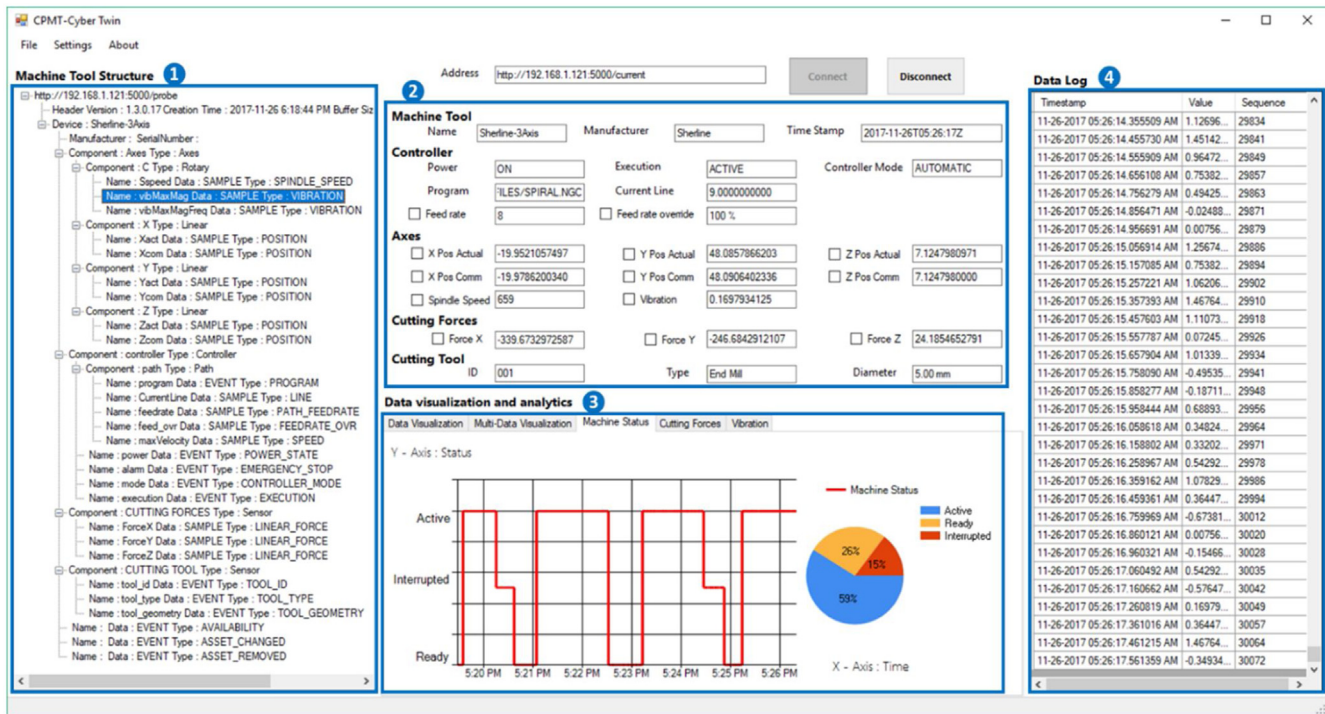 CPMT-Cyber Twin
File Settings About
Machine Tool Structure 1
http://192.168.1.121:5000/probe
Header Version : 1.3.0.17 Creation Time : 2017-11-26 6:18:44 PM Buffer Siz
Device : Sherline-3Axis
Manufacturer : SerialNumber :
Component : Axes Type : Axes
Component : C Type : Rotary
Name : Sspeed Data : SAMPLE Type : SPINDLE_SPEED
Name : vibMaxMag Data : SAMPLE Type : VIBRATION
Name : vibMaxMagFreq Data : SAMPLE Type : VIBRATION
Component : X Type : Linear
Name : Xact Data : SAMPLE Type : POSITION
Name : Xcom Data : SAMPLE Type : POSITION
Component : Y Type : Linear
Name : Yact Data : SAMPLE Type : POSITION
Name : Ycom Data : SAMPLE Type : POSITION
Component : Z Type : Linear
Name : Zact Data : SAMPLE Type : POSITION
Name : Zcom Data : SAMPLE Type : POSITION
Component : controller Type : Controller
Component : path Type : Path
Name : program Data : EVENT Type : PROGRAM
Name : CurrentLine Data : SAMPLE Type : LINE
Name : feedrate Data : SAMPLE Type : PATH_FEEDRATE
Name : feed_ovr Data : SAMPLE Type : FEEDRATE_OVR
Name : maxVelocity Data : SAMPLE Type : SPEED
Name : power Data : EVENT Type : POWER_STATE
Name : alarm Data : EVENT Type : EMERGENCY_STOP
Name : mode Data : EVENT Type : CONTROLLER_MODE
Name : execution Data : EVENT Type : EXECUTION
Component : CUTTING FORCES Type : Sensor
Name : ForceX Data : SAMPLE Type : LINEAR_FORCE
Name : ForceY Data : SAMPLE Type : LINEAR_FORCE
Name : ForceZ Data : SAMPLE Type : LINEAR_FORCE
Component : CUTTING TOOL Type : Sensor
Name : tool_id Data : EVENT Type : TOOL_ID
Name : tool_type Data : EVENT Type : TOOL_TYPE
Name : tool_geometry Data : EVENT Type : TOOL_GEOMETRY
Name : Data : EVENT Type : AVAILABILITY
Name : Data : EVENT Type : ASSET_CHANGED
Name : Data : EVENT Type : ASSET_REMOVED
Address http://192.168.1.121:5000/current Connect Disconnect
2
Machine Tool
Name Sherline-3Axis Manufacturer Sherline Time Stamp 2017-11-26T05:26:17Z
Controller
Power ON Execution ACTIVE Controller Mode AUTOMATIC
Program FILES/SPIRAL.NGC Current Line 9.0000000000
Feed rate 8 Feed rate override 100 %
Axes
X Pos Actual -19.9521057497 Y Pos Actual 48.0857866203 Z Pos Actual 7.1247980971
X Pos Comm -19.9786200340 Y Pos Comm 48.0906402336 Z Pos Comm 7.1247980000
Spindle Speed 659 Vibration 0.1697934125
Cutting Forces
Force X -339.6732972587 Force Y -246.6842912107 Force Z 24.1854652791
Cutting Tool
ID 001 Type End Mill Diameter 5.00 mm
Data visualization and analytics 3
Data Visualization Multi-Data Visualization Machine Status Cutting Forces Vibration
Y - Axis : Status
Active
Interrupted
Ready
5:20 PM 5:21 PM 5:22 PM 5:23 PM 5:24 PM 5:25 PM 5:26 PM
Machine Status
Active
Ready
Interrupted
26%
15%
59%
X - Axis : Time
Data Log 4
Timestamp Value Sequence
11-26-2017 05:26:14.355509 AM 1.12696... 29834
11-26-2017 05:26:14.455730 AM 1.45142... 29841
11-26-2017 05:26:14.555909 AM 0.96472... 29849
11-26-2017 05:26:14.656108 AM 0.75382... 29857
11-26-2017 05:26:14.756279 AM 0.49425... 29863
11-26-2017 05:26:14.856471 AM -0.02488... 29871
11-26-2017 05:26:14.956691 AM 0.00756... 29879
11-26-2017 05:26:15.056914 AM 1.25674... 29886
11-26-2017 05:26:15.157085 AM 0.75382... 29894
11-26-2017 05:26:15.257221 AM 1.06206... 29902
11-26-2017 05:26:15.357393 AM 1.46764... 29910
11-26-2017 05:26:15.457603 AM 1.11073... 29918
11-26-2017 05:26:15.557787 AM 0.07245... 29926
11-26-2017 05:26:15.657904 AM 1.01339... 29934
11-26-2017 05:26:15.758090 AM -0.49535... 29941
11-26-2017 05:26:15.858277 AM -0.18711... 29948
11-26-2017 05:26:15.958444 AM 0.68893... 29956
11-26-2017 05:26:16.058618 AM 0.34824... 29964
11-26-2017 05:26:16.158802 AM 0.33202... 29971
11-26-2017 05:26:16.258967 AM 0.54292... 29978
11-26-2017 05:26:16.359162 AM 1.07829... 29986
11-26-2017 05:26:16.459361 AM 0.36447... 29994
11-26-2017 05:26:16.759969 AM -0.67381... 30012
11-26-2017 05:26:16.860121 AM 0.00756... 30020
11-26-2017 05:26:16.960321 AM -0.15466... 30028
11-26-2017 05:26:17.060492 AM 0.54292... 30035
11-26-2017 05:26:17.160662 AM -0.57647... 30042
11-26-2017 05:26:17.260819 AM 0.16979... 30049
11-26-2017 05:26:17.361016 AM 0.36447... 30057
11-26-2017 05:26:17.461215 AM 1.46764... 30064
11-26-2017 05:26:17.561359 AM -0.34934... 30072